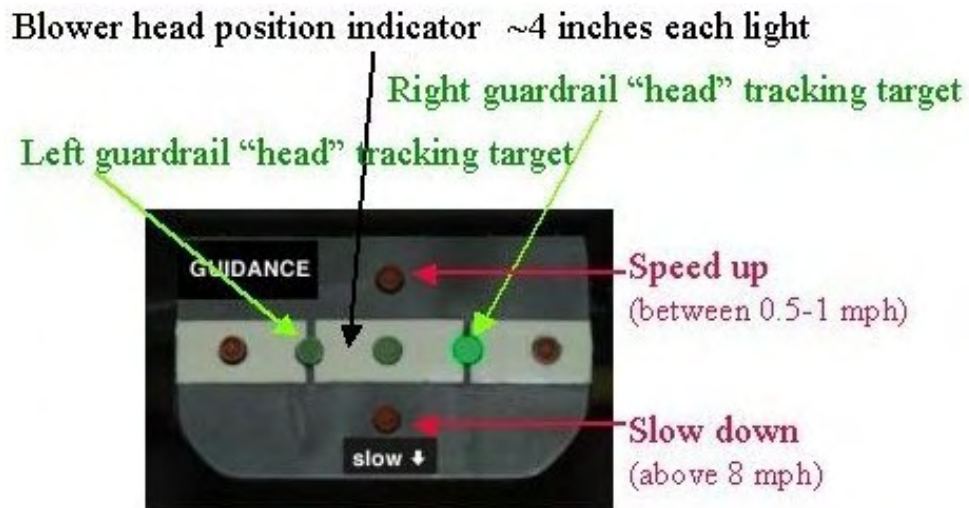 Blower head position indicator ~4 inches each light
Right guardrail “head” tracking target
Left guardrail “head” tracking target
GUIDANCE
Speed up
(between 0.5-1 mph)
Slow down
(above 8 mph)
slow ⬇